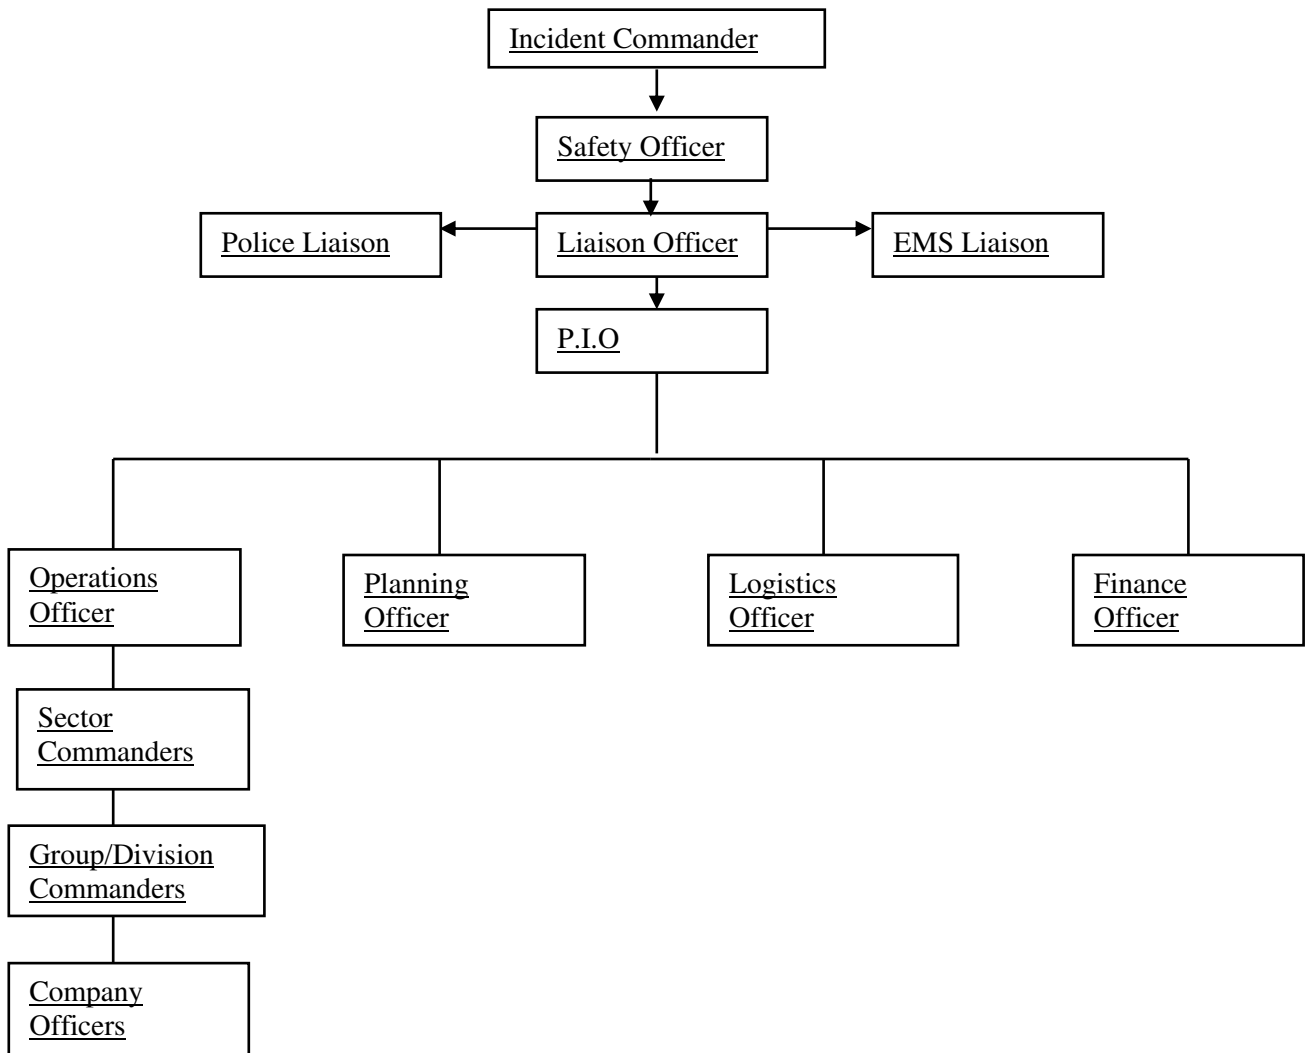 Incident Commander
Safety Officer
Police Liaison
Liaison Officer
EMS Liaison
P.I.O
Operations
Officer
Planning
Officer
Logistics
Officer
Finance
Officer
Sector
Commanders
Group/Division
Commanders
Company
Officers